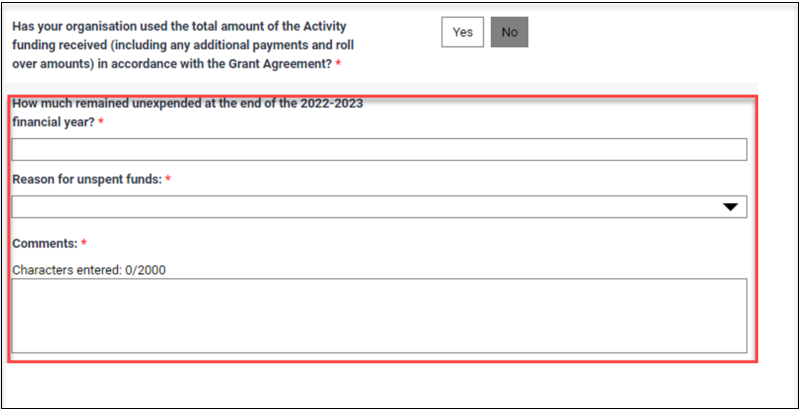 Has your organisation used the total amount of the Activity
funding received (including any additional payments and roll
over amounts) in accordance with the Grant Agreement? *
Yes
No
How much remained unexpended at the end of the 2022-2023
financial year? *
Reason for unspent funds: *
Comments: *
Characters entered: 0/2000